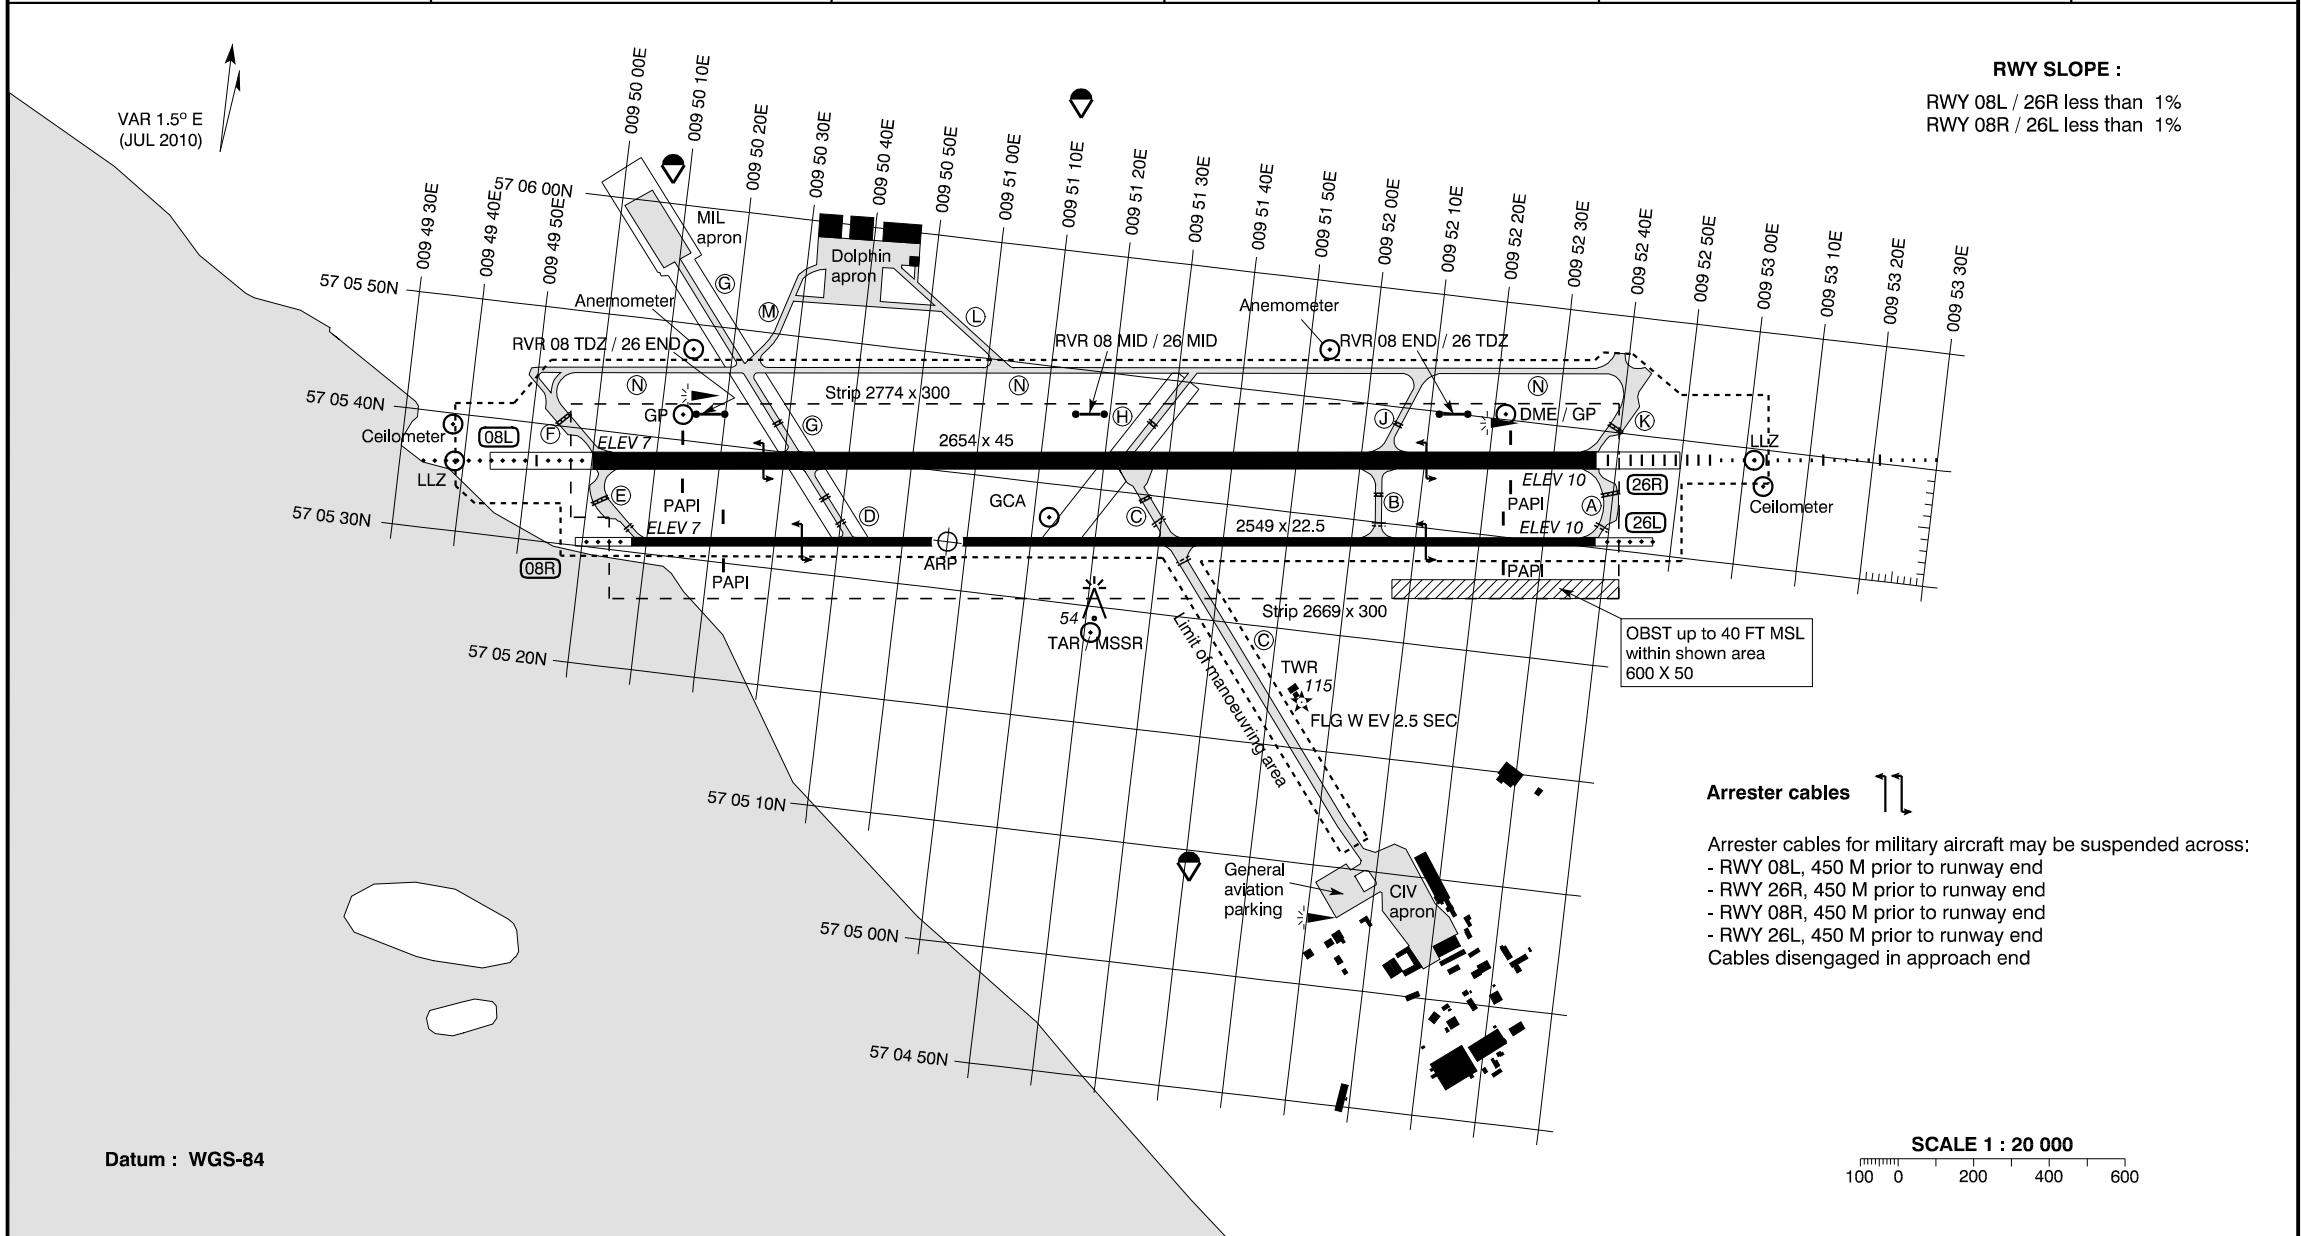 VAR 1.5° E
(JUL 2010)
RWY SLOPE :
RWY 08L / 26R less than 1%
RWY 08R / 26L less than 1%
009 49 30E
009 49 40E
009 49 50E
009 50 00E
009 50 10E
009 50 20E
009 50 30E
009 50 40E
009 50 50E
009 51 00E
009 51 10E
009 51 20E
009 51 30E
009 51 40E
009 51 50E
009 52 00E
009 52 10E
009 52 20E
009 52 30E
009 52 40E
009 52 50E
009 53 00E
009 53 10E
009 53 20E
009 53 30E
57 06 00N
57 05 50N
57 05 40N
57 05 30N
57 05 20N
57 05 10N
57 05 00N
57 04 50N
MIL
apron
Dolphin
apron
G
M
L
Anemometer
Anemometer
RVR 08 TDZ / 26 END
RVR 08 MID / 26 MID
RVR 08 END / 26 TDZ
N
Strip 2774 x 300
N
N
GP
H
J
DME / GP
K
F
G
Ceilometer
08L
ELEV 7
2654 x 45
LLZ
LLZ
ELEV 10
26R
E
PAPI
GCA
B
PAPI
A
Ceilometer
ELEV 7
D
C
2549 x 22.5
ELEV 10
26L
08R
PAPI
ARP
PAPI
54
TAR / MSSR
Strip 2669 x 300
C
Limit of manoeuvring area
OBST up to 40 FT MSL
within shown area
600 X 50
TWR
115
FLG W EV 2.5 SEC
Arrester cables
Arrester cables for military aircraft may be suspended across:
- RWY 08L, 450 M prior to runway end
- RWY 26R, 450 M prior to runway end
- RWY 08R, 450 M prior to runway end
- RWY 26L, 450 M prior to runway end
Cables disengaged in approach end
General
aviation
parking
CIV
apron
Datum : WGS-84
SCALE 1 : 20 000
100 0 200 400 600